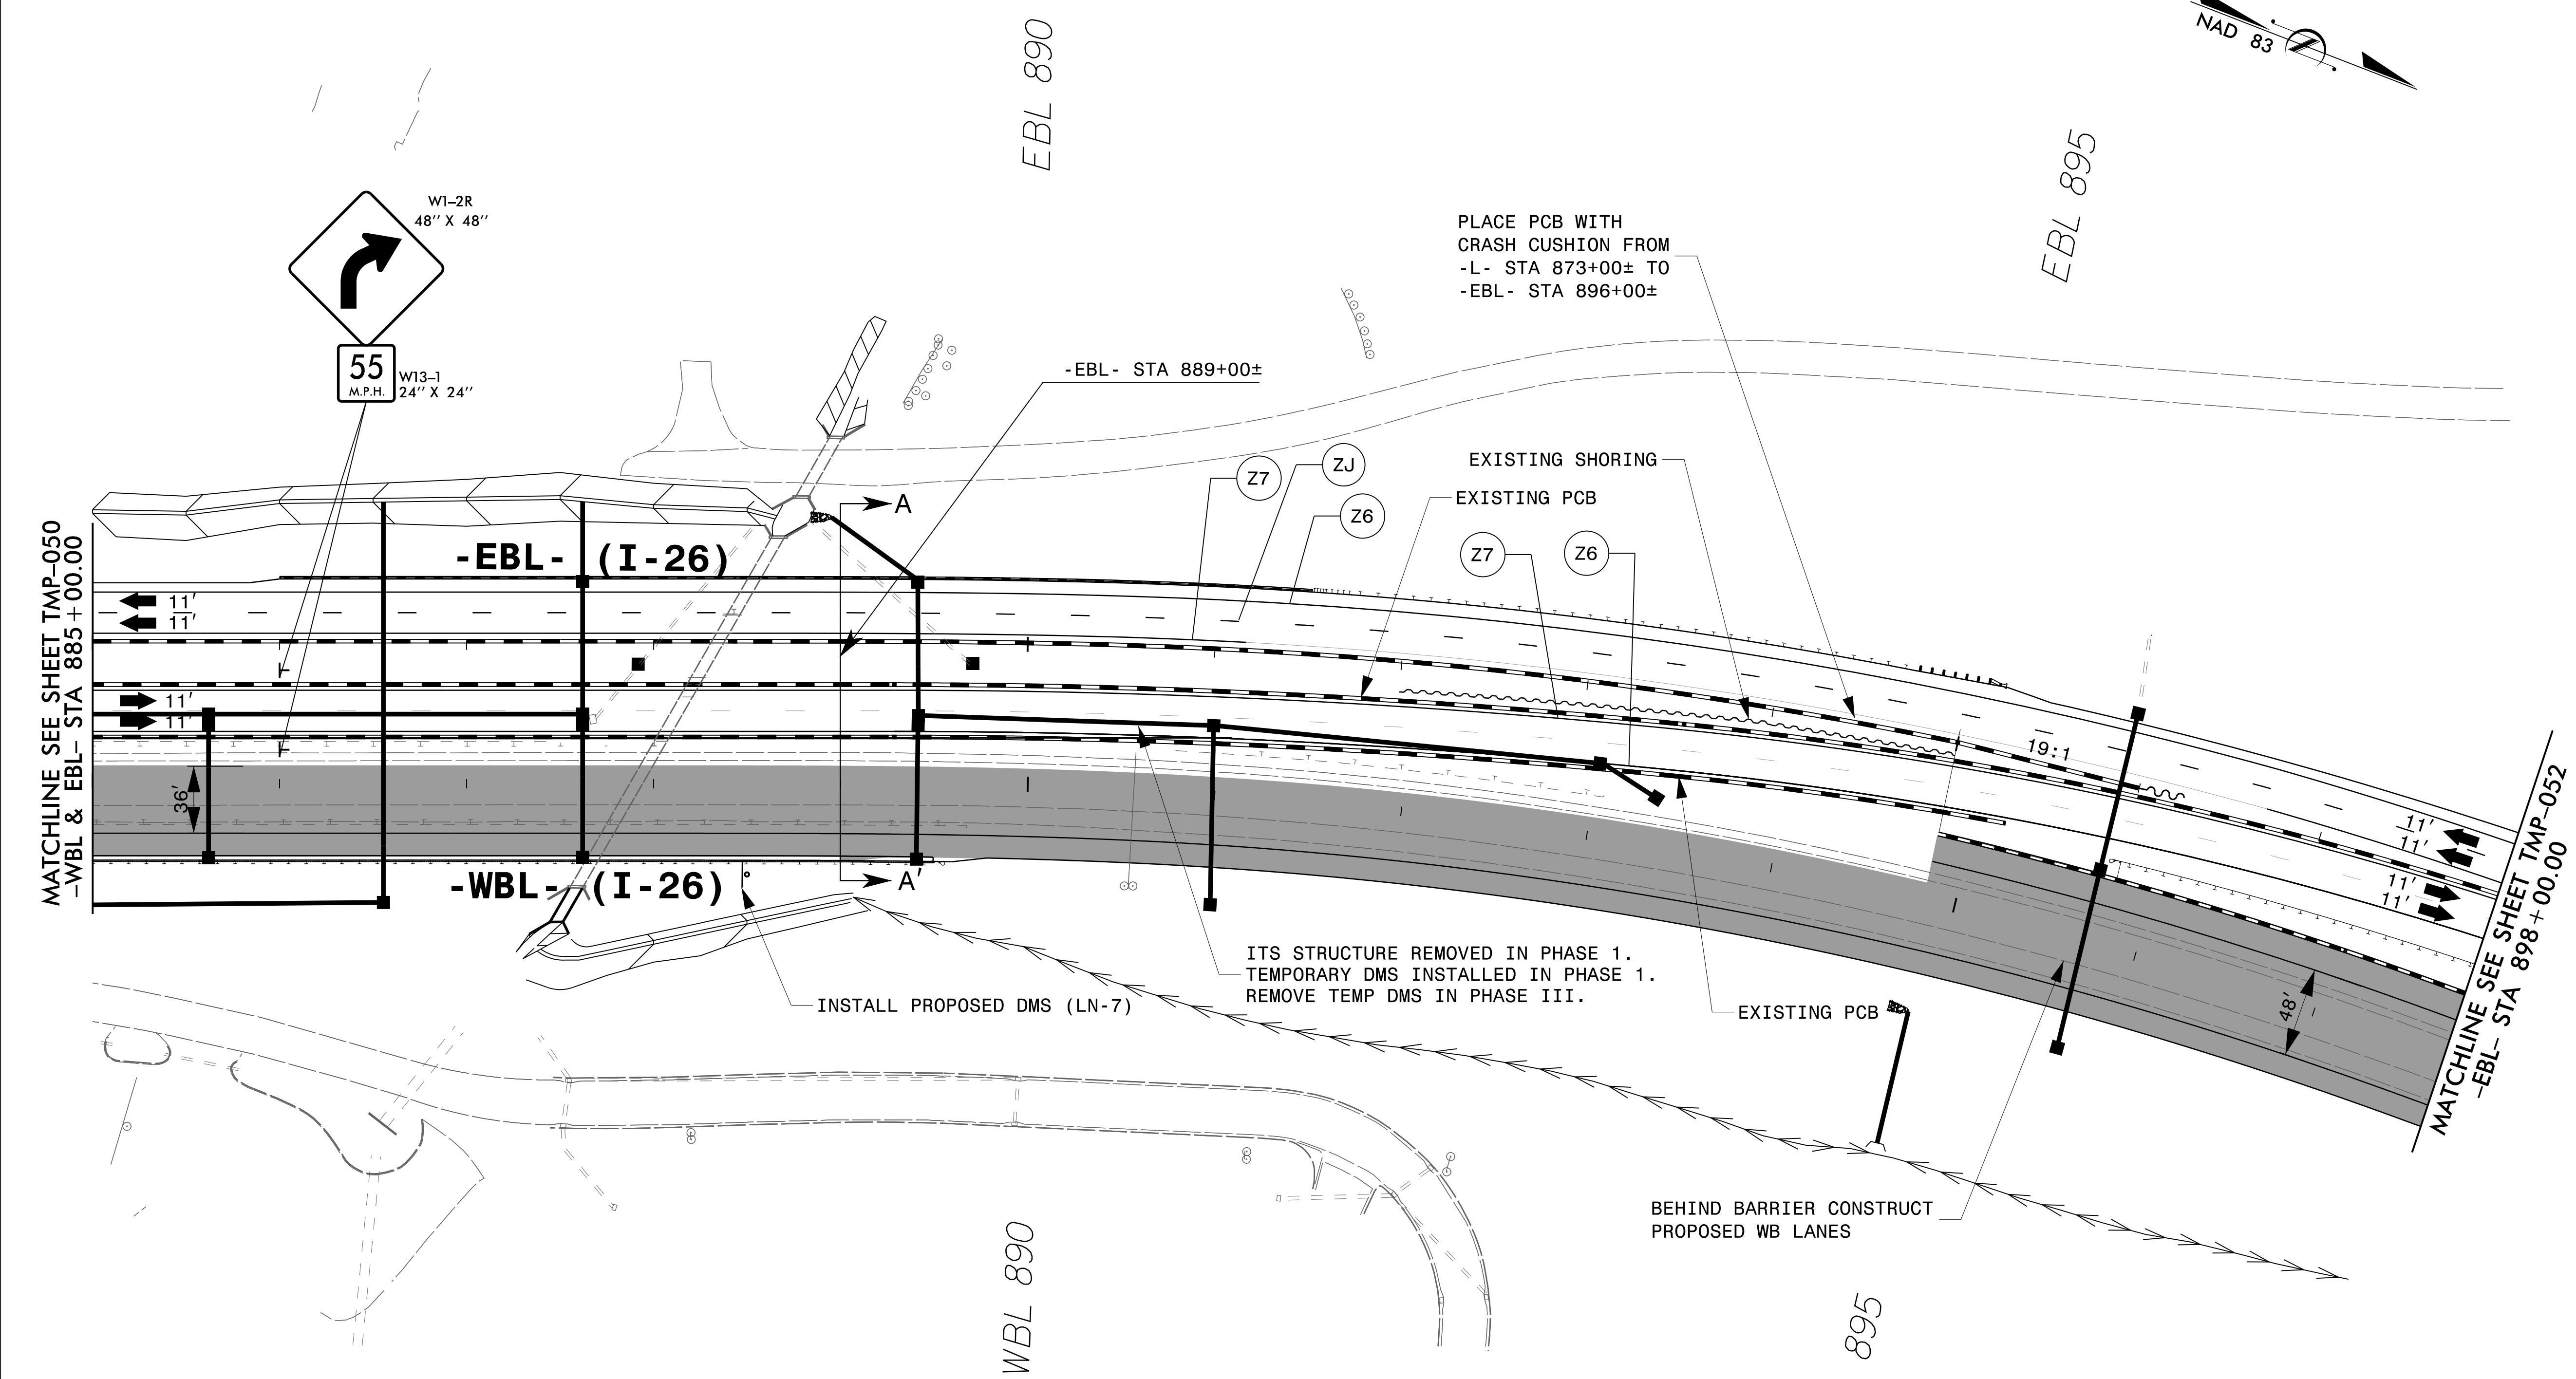 NAD 83
EBL 890
EBL 895
W1-2R
48'' X 48''
55
M.P.H.
W13-1
24'' X 24''
PLACE PCB WITH
CRASH CUSHION FROM
-L- STA 873+00± TO
-EBL- STA 896+00±
-EBL- STA 889+00±
EXISTING SHORING
EXISTING PCB
Z7
ZJ
Z6
Z7
Z6
A
-EBL- (I-26)
MATCHLINE SEE SHEET TMP-050
-WBL & EBL- STA 885+00.00
11'
11'
11'
11'
36'
19:1
-WBL- (I-26)
A'
11'
11'
11'
11'
MATCHLINE SEE SHEET TMP-052
-EBL- STA 898+00.00
48'
INSTALL PROPOSED DMS (LN-7)
ITS STRUCTURE REMOVED IN PHASE 1.
TEMPORARY DMS INSTALLED IN PHASE 1.
REMOVE TEMP DMS IN PHASE III.
EXISTING PCB
BEHIND BARRIER CONSTRUCT
PROPOSED WB LANES
WBL 890
895